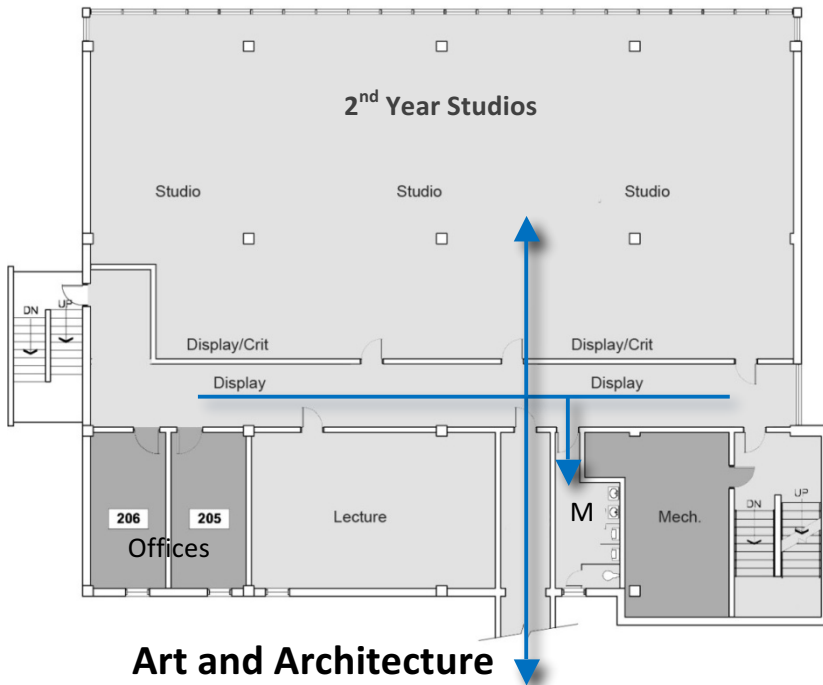 2nd Year Studios
Studio Studio Studio
DN UP
Display/Crit Display/Crit
Display Display
206 205 Lecture M Mech. DN UP
Offices
Art and Architecture